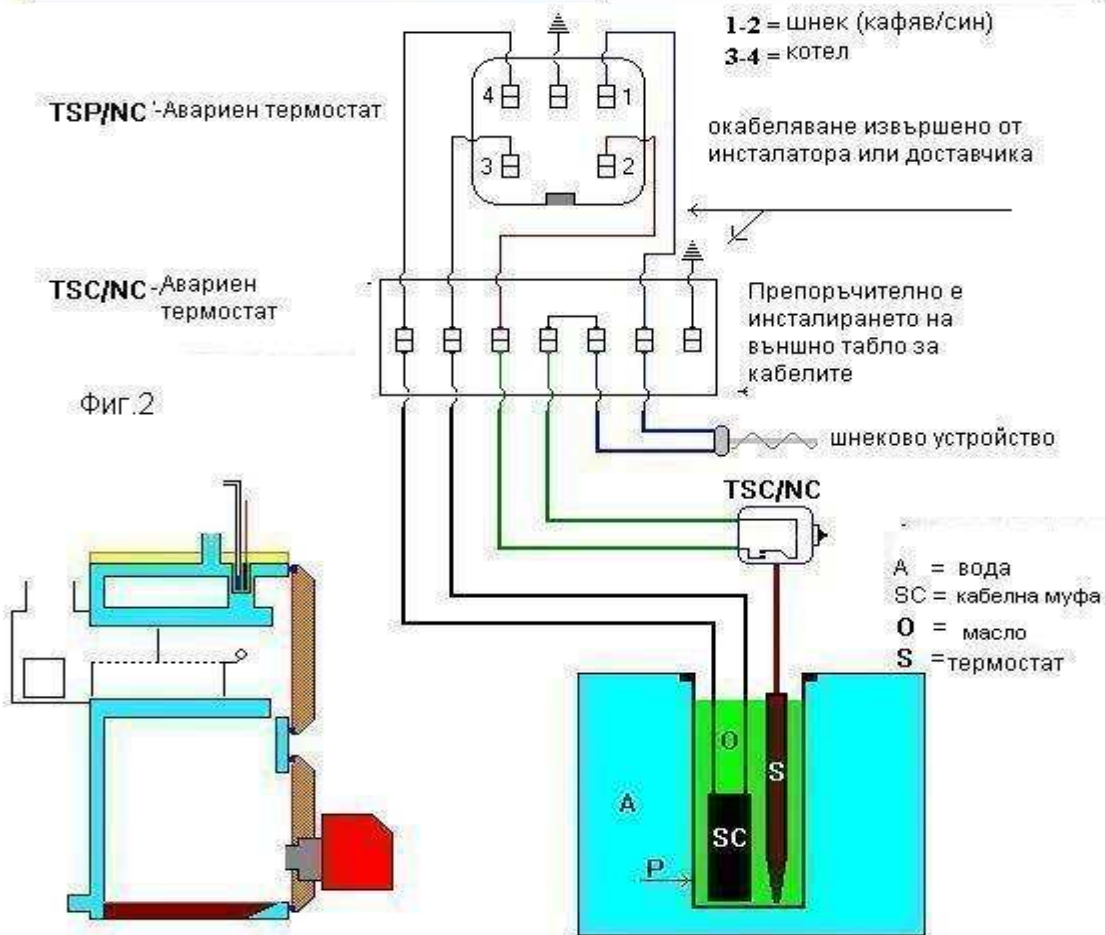 1-2 = шнек (кафяв/син)
3-4 = котел
TSP/NC '-Авариен термостат
4
1
3
2
окабеляване извършено от
инсталатора или доставчика
TSC/NC -Авариен
термостат
Препоръчително е
инсталирането на
външно табло за
кабелите
Фиг.2
шнеково устройство
TSC/NC
A = вода
SC = кабелна муфа
O = масло
S =термостат
O
S
A
SC
P